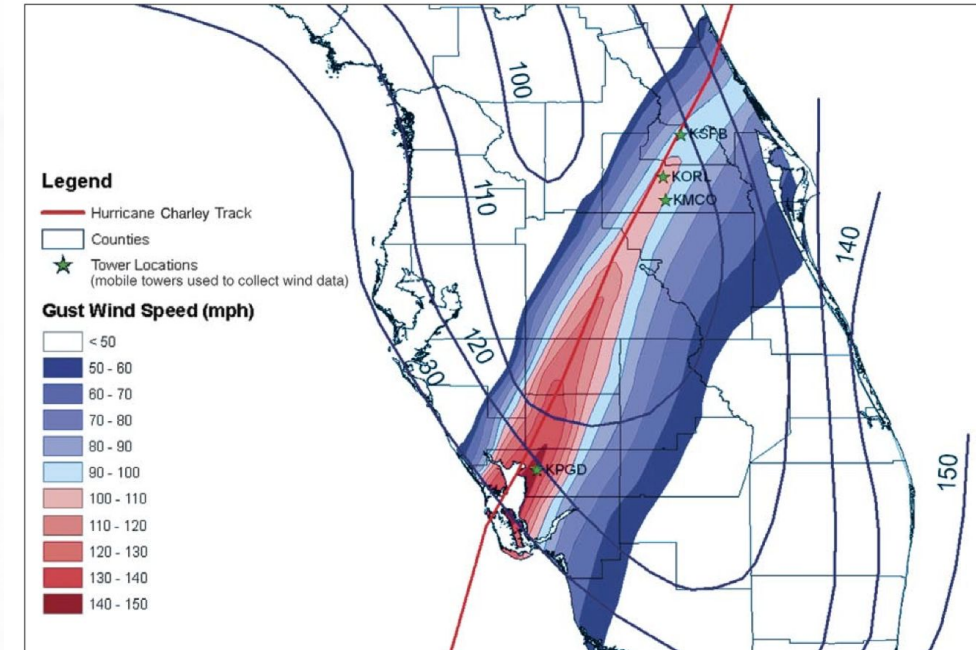 100
KSFB
Legend
KORL
Hurricane Charley Track
110
KMCO
Counties
140
Tower Locations
(mobile towers used to collect wind data)
Gust Wind Speed (mph)
120
< 50
130
50 - 60
60 - 70
70 - 80
80 - 90
KPGD
150
90 - 100
100 - 110
110 - 120
120 - 130
130 - 140
140 - 150